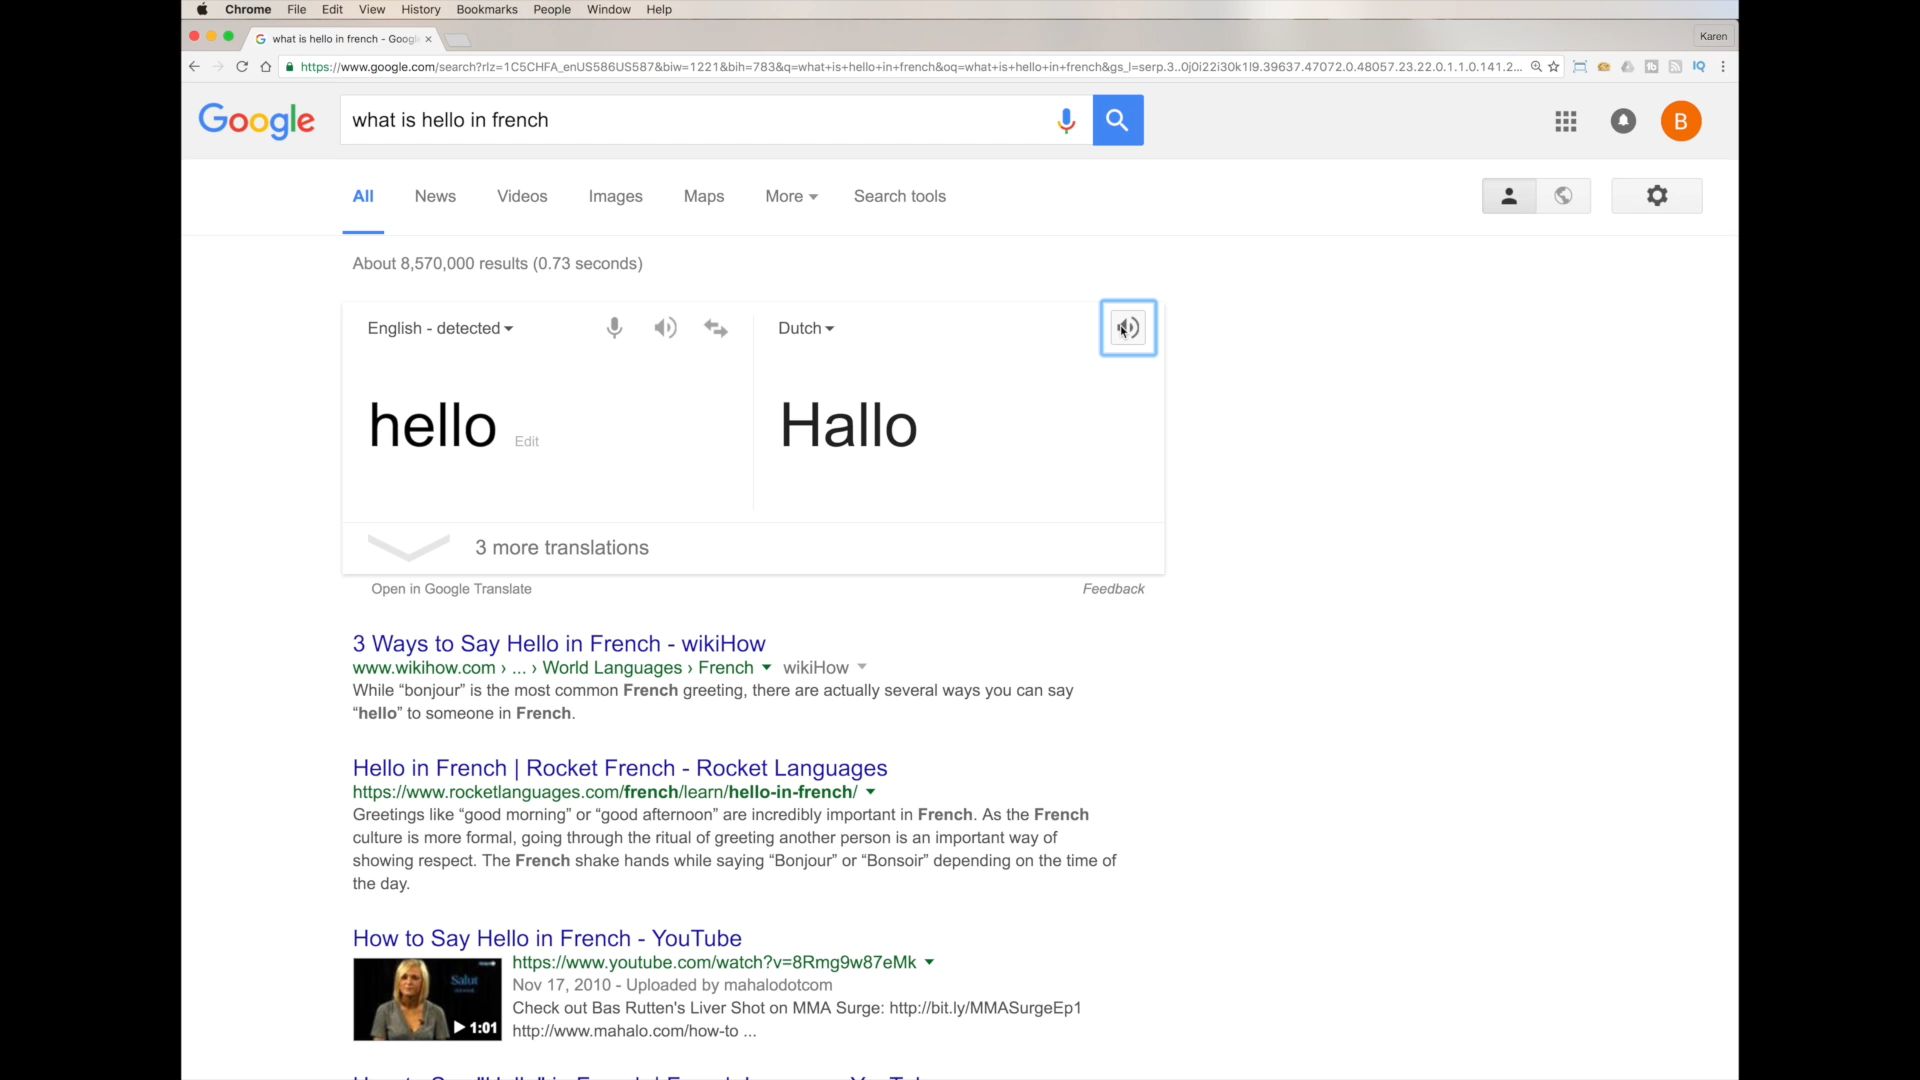 Chrome File Edit View History Bookmarks People Window Help
what is hello in french - Googl
Karen
https://www.google.com/search?rlz=1C5CHFA_enUS586US587&biw=1221&bih=783&q=what+is+hello+in+french&oq=what+is+hello+in+french&gs_l=serp.3..0j0i22i30k1l9.39637.47072.0.48057.23.22.0.1.1.0.141.2...
IQ
Google
what is hello in french
B
All News Videos Images Maps More Search tools
About 8,570,000 results (0.73 seconds)
English - detected
Dutch
hello Edit
Hallo
3 more translations
Open in Google Translate
Feedback
3 Ways to Say Hello in French - wikiHow
www.wikihow.com › ... › World Languages › French wikiHow
While “bonjour” is the most common French greeting, there are actually several ways you can say
“hello” to someone in French.
Hello in French | Rocket French - Rocket Languages
https://www.rocketlanguages.com/french/learn/hello-in-french/
Greetings like “good morning” or “good afternoon” are incredibly important in French. As the French
culture is more formal, going through the ritual of greeting another person is an important way of
showing respect. The French shake hands while saying “Bonjour” or “Bonsoir” depending on the time of
the day.
How to Say Hello in French - YouTube
Salut
1:01
https://www.youtube.com/watch?v=8Rmg9w87eMk
Nov 17, 2010 - Uploaded by mahalodotcom
Check out Bas Rutten's Liver Shot on MMA Surge: http://bit.ly/MMASurgeEp1
http://www.mahalo.com/how-to ...